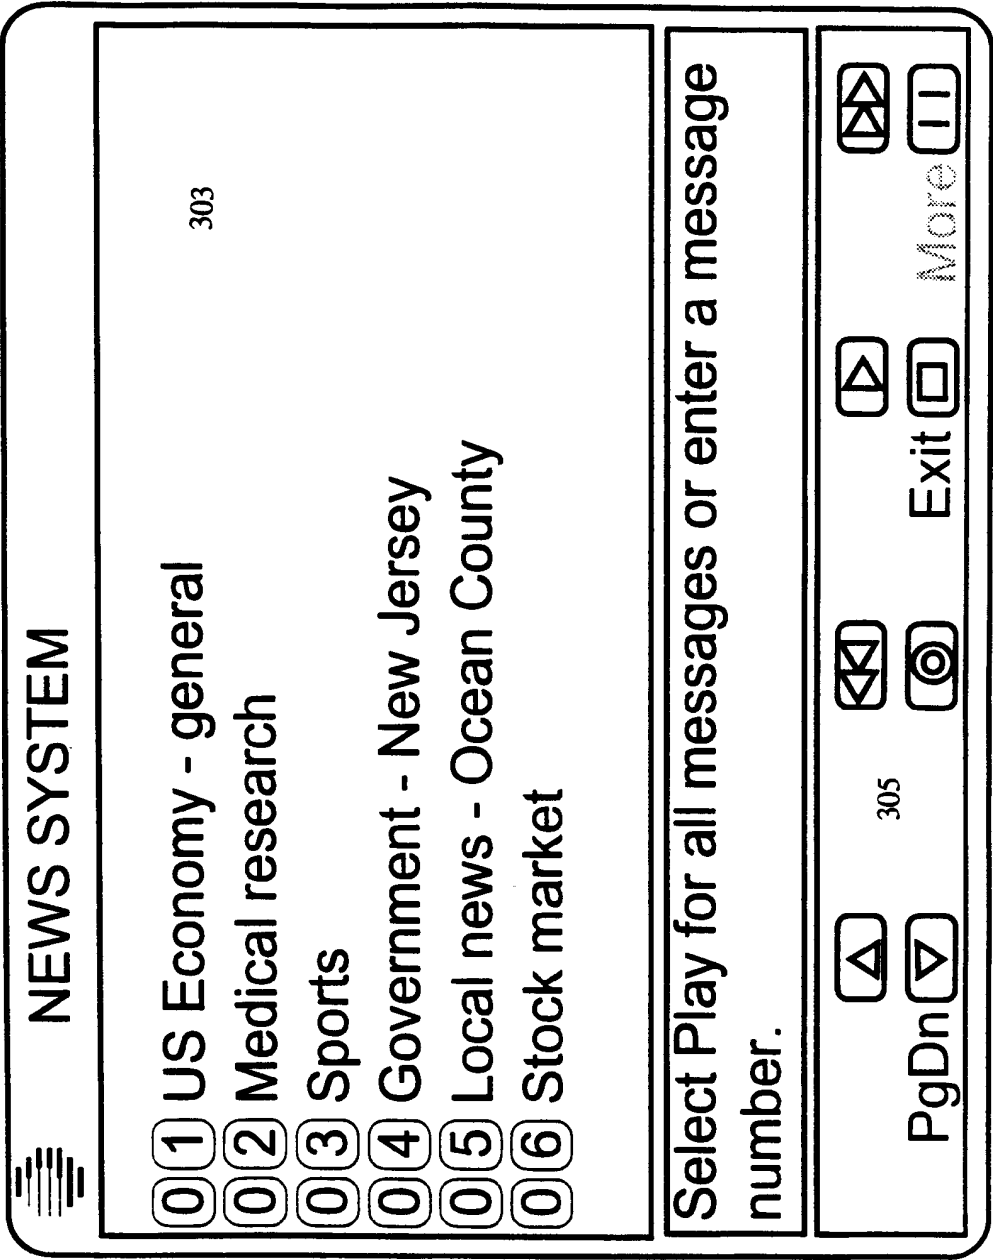 NEWS SYSTEM
01 US Economy - general
303
02 Medical research
03 Sports
04 Government - New Jersey
05 Local news - Ocean County
06 Stock market
Select Play for all messages or enter a message
number.
305
PgDn Exit More